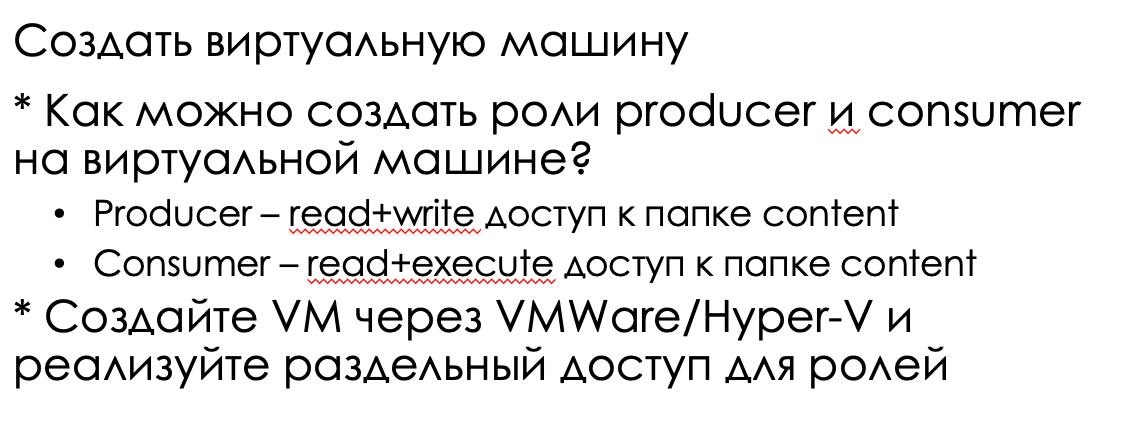 Создать виртуальную машину
* Как можно создать роли producer и consumer
на виртуальной машине?
• Producer – read+write доступ к папке content
• Consumer – read+execute доступ к папке content
* Создайте VM через VMWare/Hyper-V и
реализуйте раздельный доступ для ролей